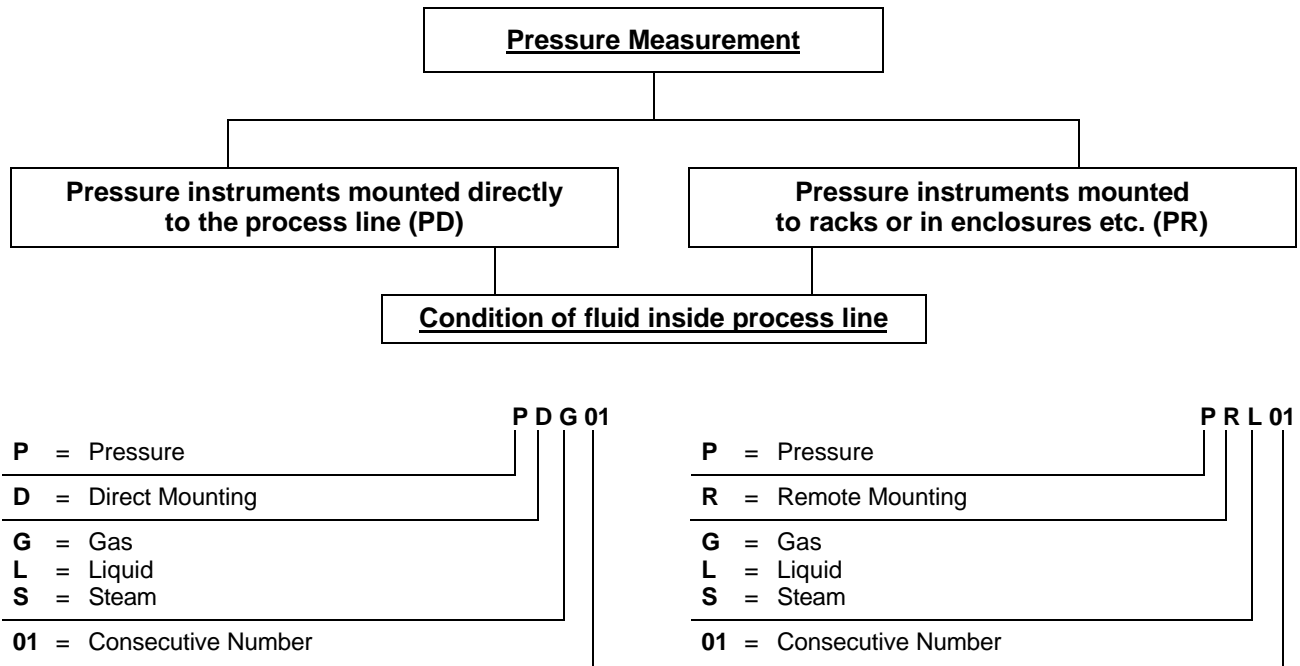 Pressure Measurement
Pressure instruments mounted directly
to the process line (PD)
Pressure instruments mounted
to racks or in enclosures etc. (PR)
Condition of fluid inside process line
P D G 01
P = Pressure
D = Direct Mounting
G = Gas
L = Liquid
S = Steam
01 = Consecutive Number
P R L 01
P = Pressure
R = Remote Mounting
G = Gas
L = Liquid
S = Steam
01 = Consecutive Number